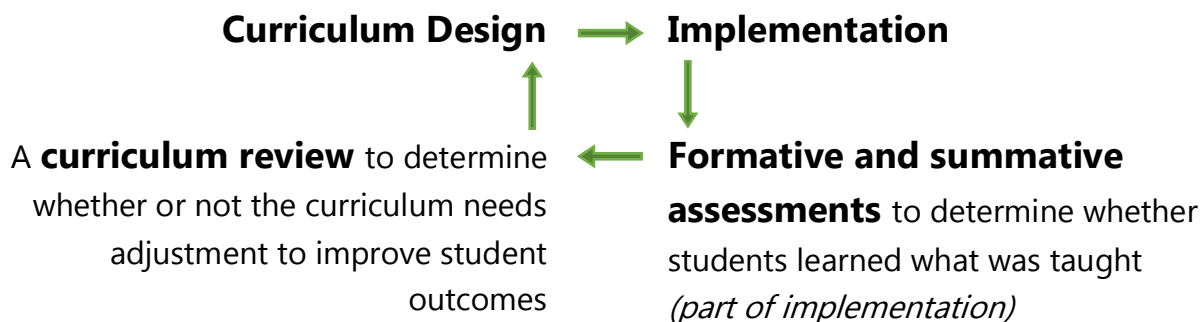 Curriculum Design
Implementation
Formative and summative
assessments to determine whether
students learned what was taught
(part of implementation)
A curriculum review to determine
whether or not the curriculum needs
adjustment to improve student
outcomes